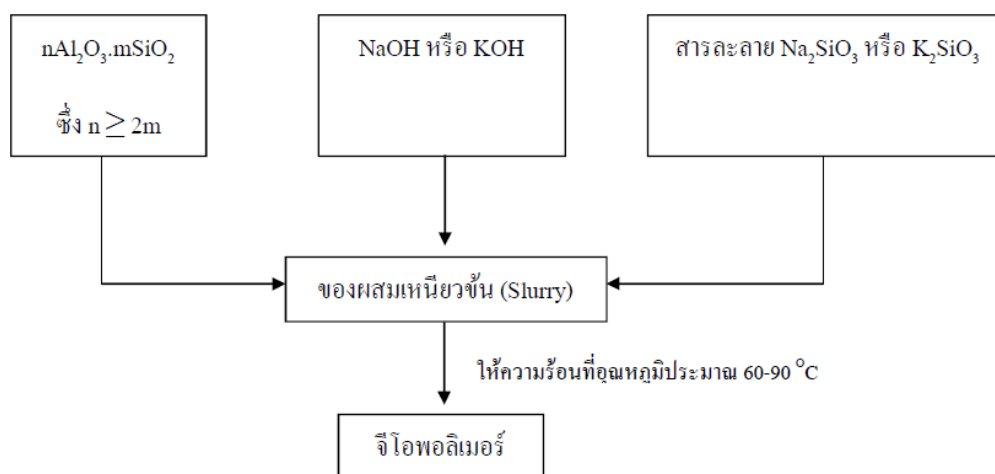 nAl₂O₃.mSiO₂
ซึ่ง n ≥ 2m
NaOH หรือ KOH
สารละลาย Na₂SiO₃ หรือ K₂SiO₃
ของผสมเหนียวข้น (Slurry)
ให้ความร้อนที่อุณหภูมิประมาณ 60-90 °C
จีโอพอลิเมอร์